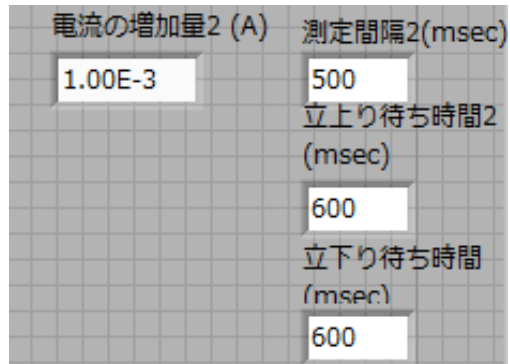 電流の増加量2 (A)
1.00E-3
測定間隔2(msec)
500
立上り待ち時間2
(msec)
600
立下り待ち時間
(msec)
600